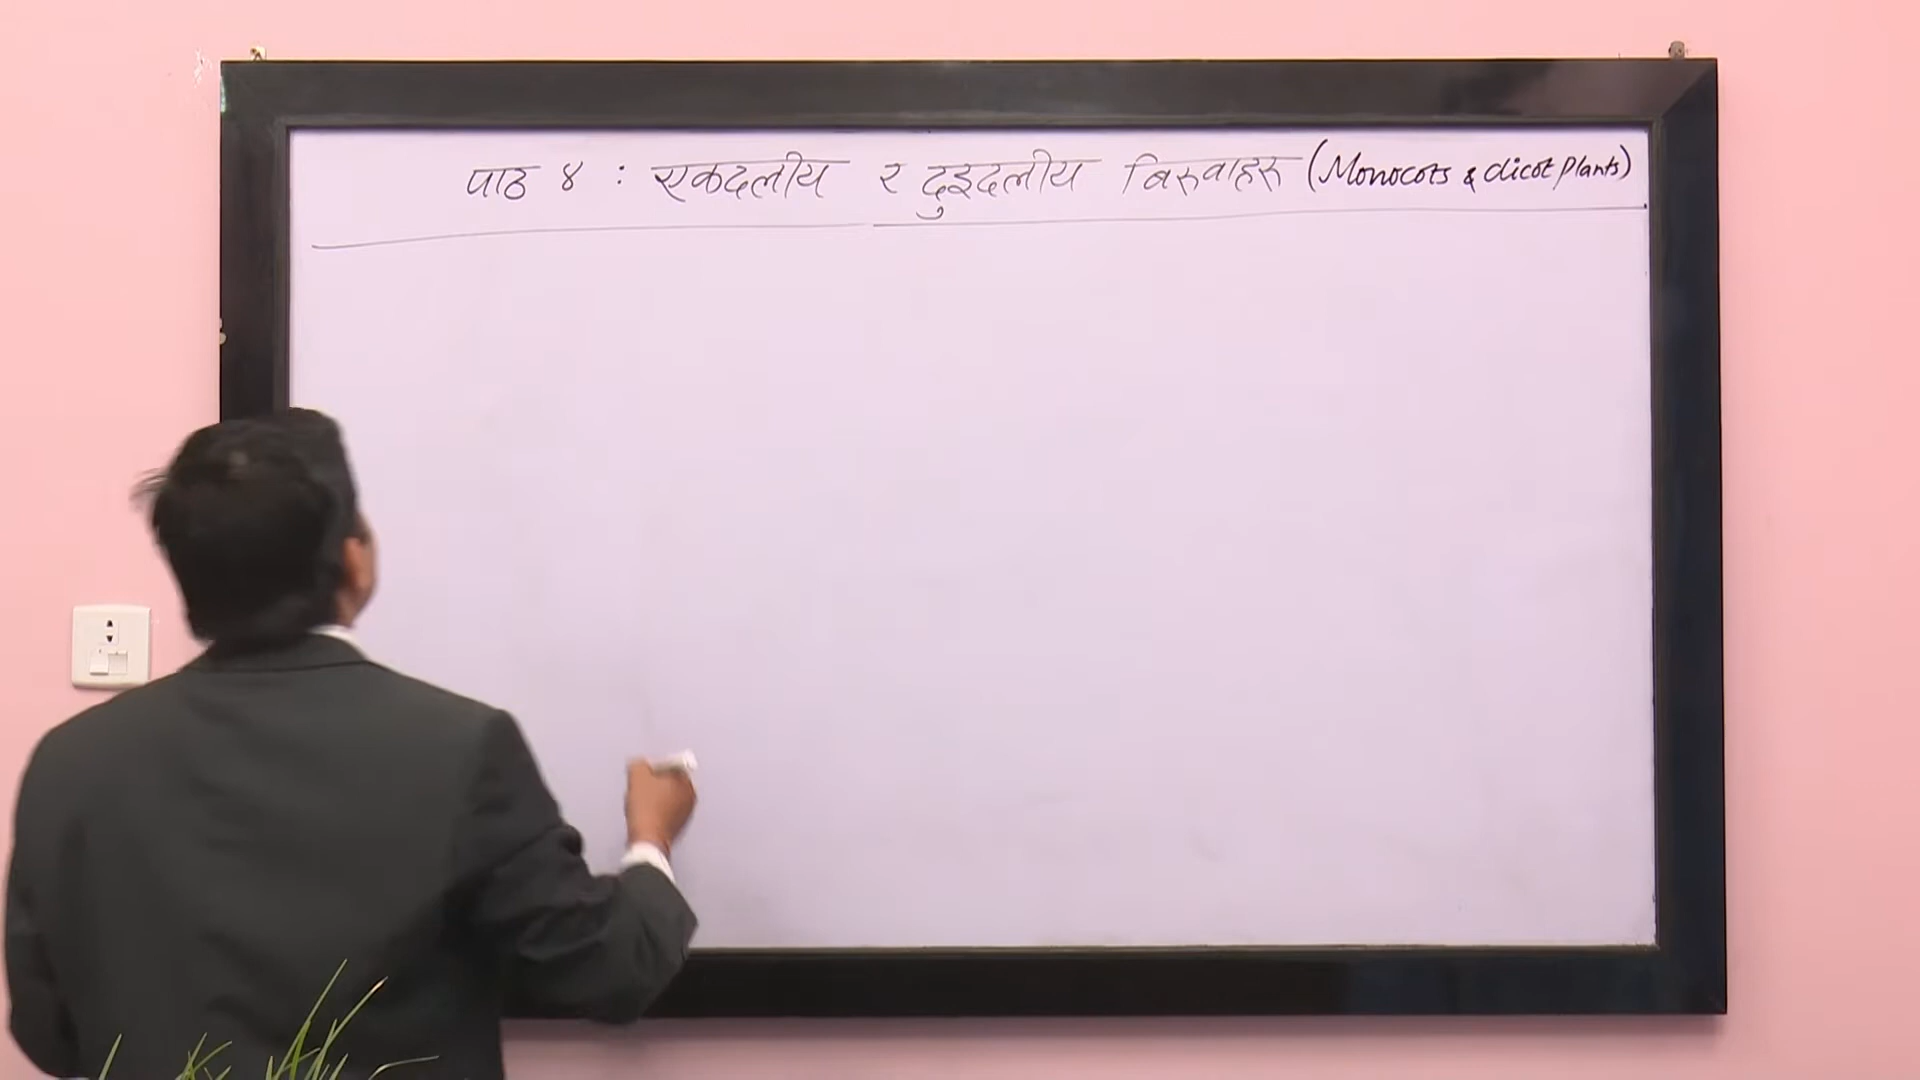 पाठ ४ : एकदलीय र दुइदलीय बिरुवाहरु (Monocots & dicot plants)